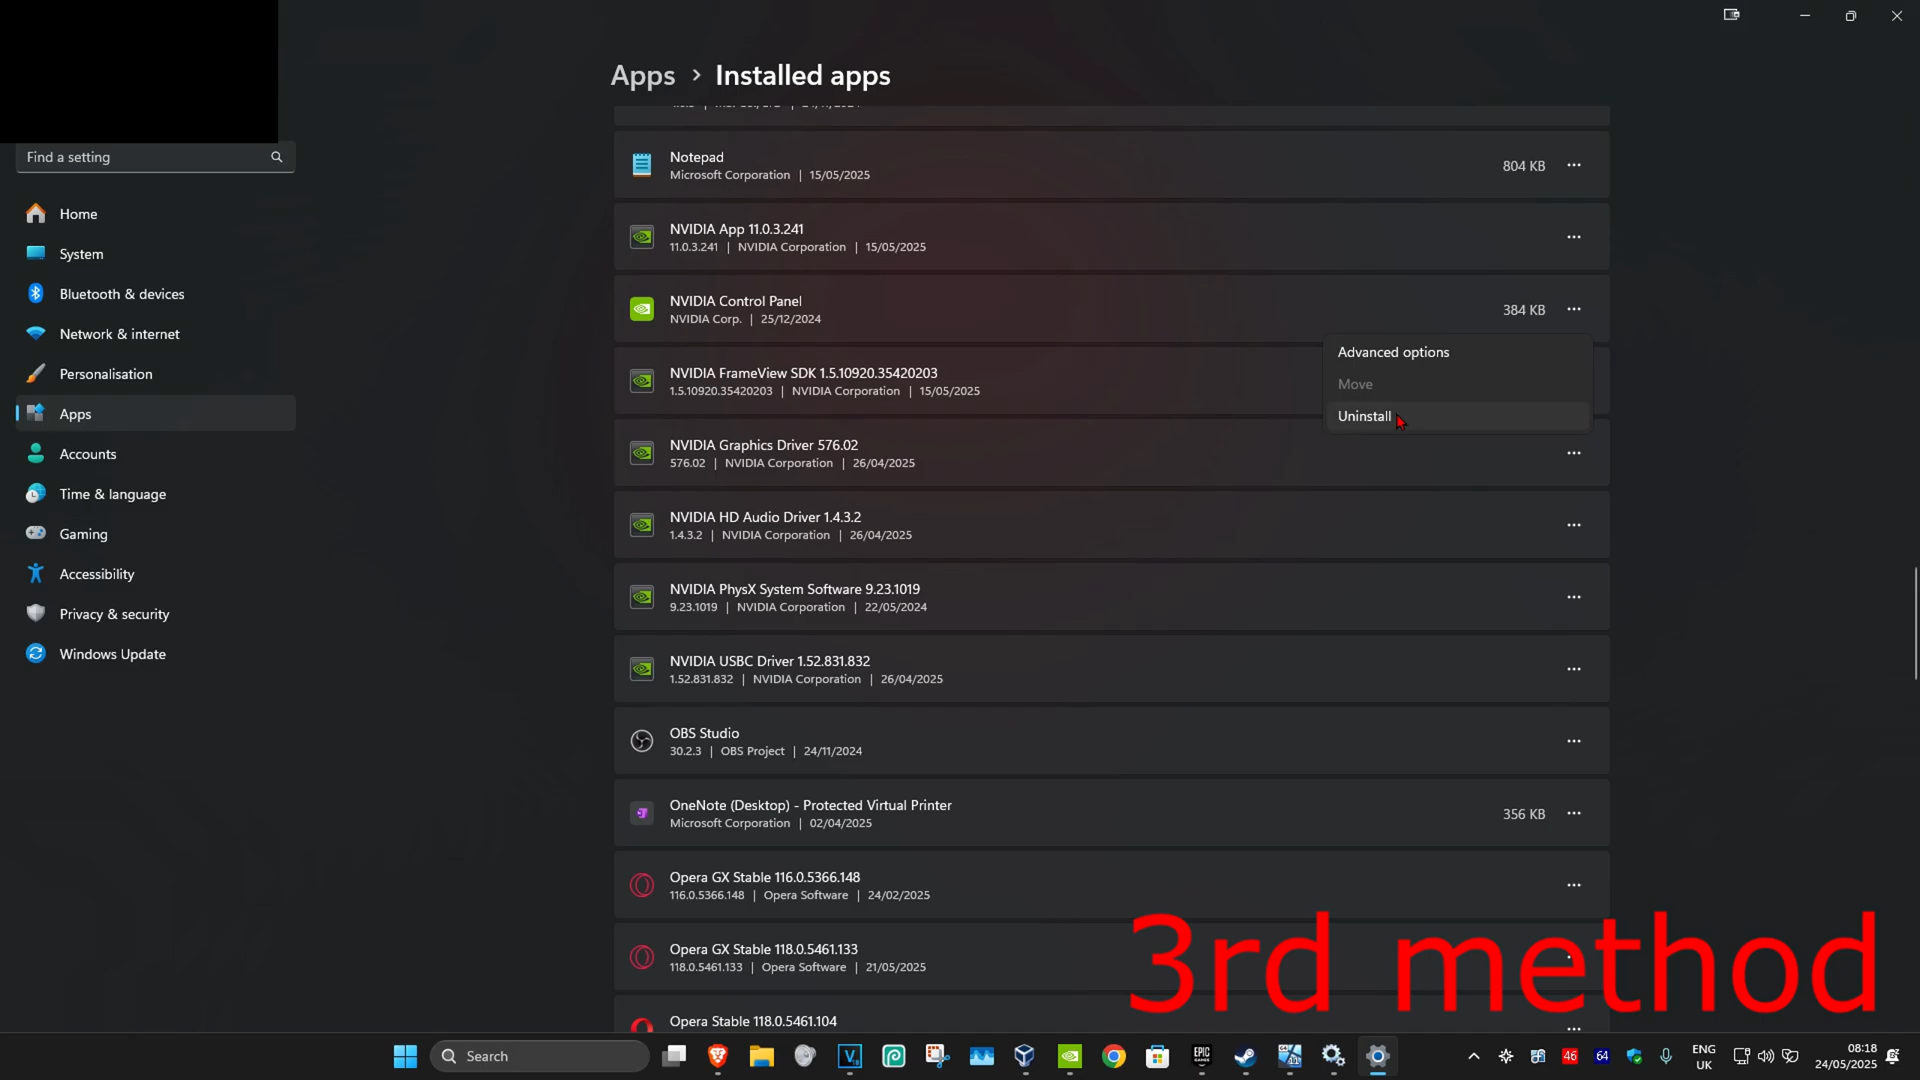 Apps > Installed apps
Find a setting
Home
System
Bluetooth & devices
Network & internet
Personalisation
Apps
Accounts
Time & language
Gaming
Accessibility
Privacy & security
Windows Update
Notepad
Microsoft Corporation | 15/05/2025
804 KB
NVIDIA App 11.0.3.241
11.0.3.241 | NVIDIA Corporation | 15/05/2025
NVIDIA Control Panel
NVIDIA Corp. | 25/12/2024
384 KB
Advanced options
Move
Uninstall
NVIDIA FrameView SDK 1.5.10920.35420203
1.5.10920.35420203 | NVIDIA Corporation | 15/05/2025
NVIDIA Graphics Driver 576.02
576.02 | NVIDIA Corporation | 26/04/2025
NVIDIA HD Audio Driver 1.4.3.2
1.4.3.2 | NVIDIA Corporation | 26/04/2025
NVIDIA PhysX System Software 9.23.1019
9.23.1019 | NVIDIA Corporation | 22/05/2024
NVIDIA USBC Driver 1.52.831.832
1.52.831.832 | NVIDIA Corporation | 26/04/2025
OBS Studio
30.2.3 | OBS Project | 24/11/2024
OneNote (Desktop) - Protected Virtual Printer
Microsoft Corporation | 02/04/2025
356 KB
Opera GX Stable 116.0.5366.148
116.0.5366.148 | Opera Software | 24/02/2025
Opera GX Stable 118.0.5461.133
118.0.5461.133 | Opera Software | 21/05/2025
Opera Stable 118.0.5461.104
3rd method
Search
EPIC GAMES
46
64
ENG
UK
08:18
24/05/2025